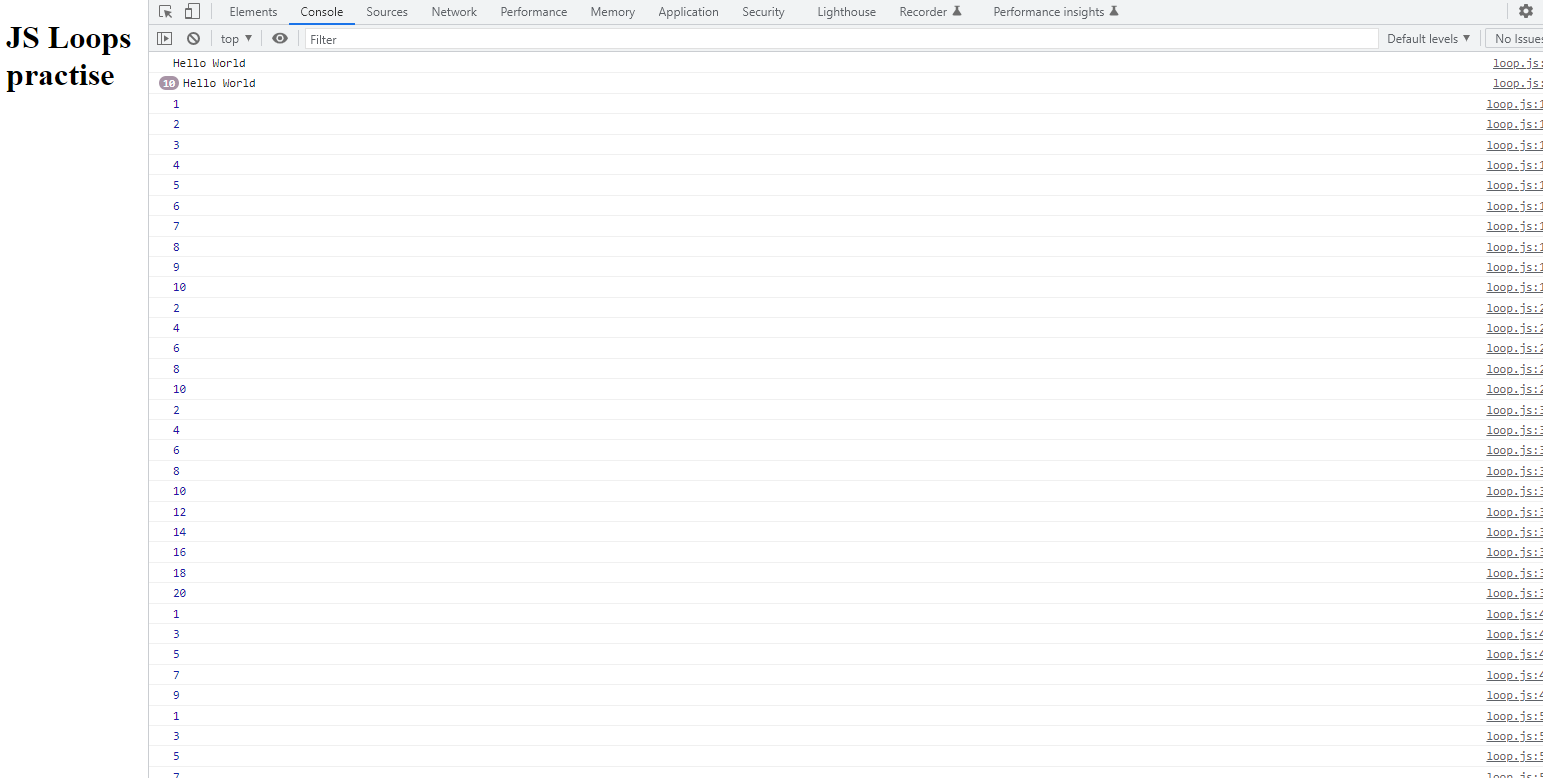 JS Loops
practise
Elements Console Sources Network Performance Memory Application Security Lighthouse Recorder Performance insights
top Filter Default levels No Issues
Hello World loop.js:
10 Hello World loop.js:
1 loop.js:1
2 loop.js:1
3 loop.js:1
4 loop.js:1
5 loop.js:1
6 loop.js:1
7 loop.js:1
8 loop.js:1
9 loop.js:1
10 loop.js:1
2 loop.js:2
4 loop.js:2
6 loop.js:2
8 loop.js:2
10 loop.js:2
2 loop.js:3
4 loop.js:3
6 loop.js:3
8 loop.js:3
10 loop.js:3
12 loop.js:3
14 loop.js:3
16 loop.js:3
18 loop.js:3
20 loop.js:3
1 loop.js:4
3 loop.js:4
5 loop.js:4
7 loop.js:4
9 loop.js:4
1 loop.js:5
3 loop.js:5
5 loop.js:5
7 loop.js:5